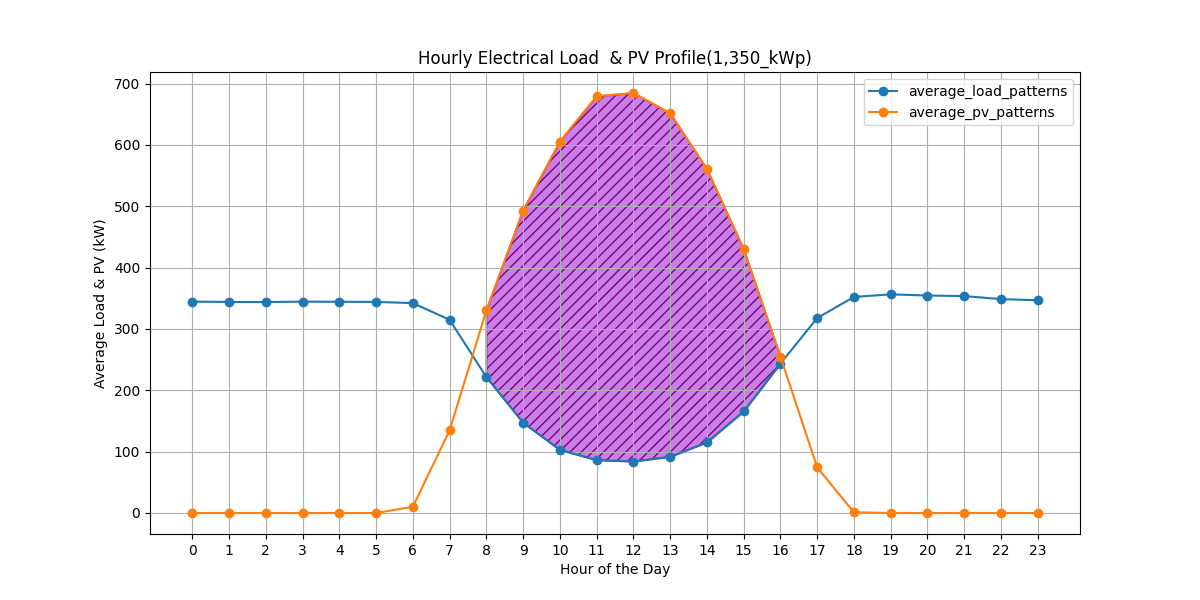 Hourly Electrical Load  & PV Profile(1,350_kWp)
average_load_patterns
average_pv_patterns
Average Load & PV (kW)
700
600
500
400
300
200
100
0
0 1 2 3 4 5 6 7 8 9 10 11 12 13 14 15 16 17 18 19 20 21 22 23
Hour of the Day